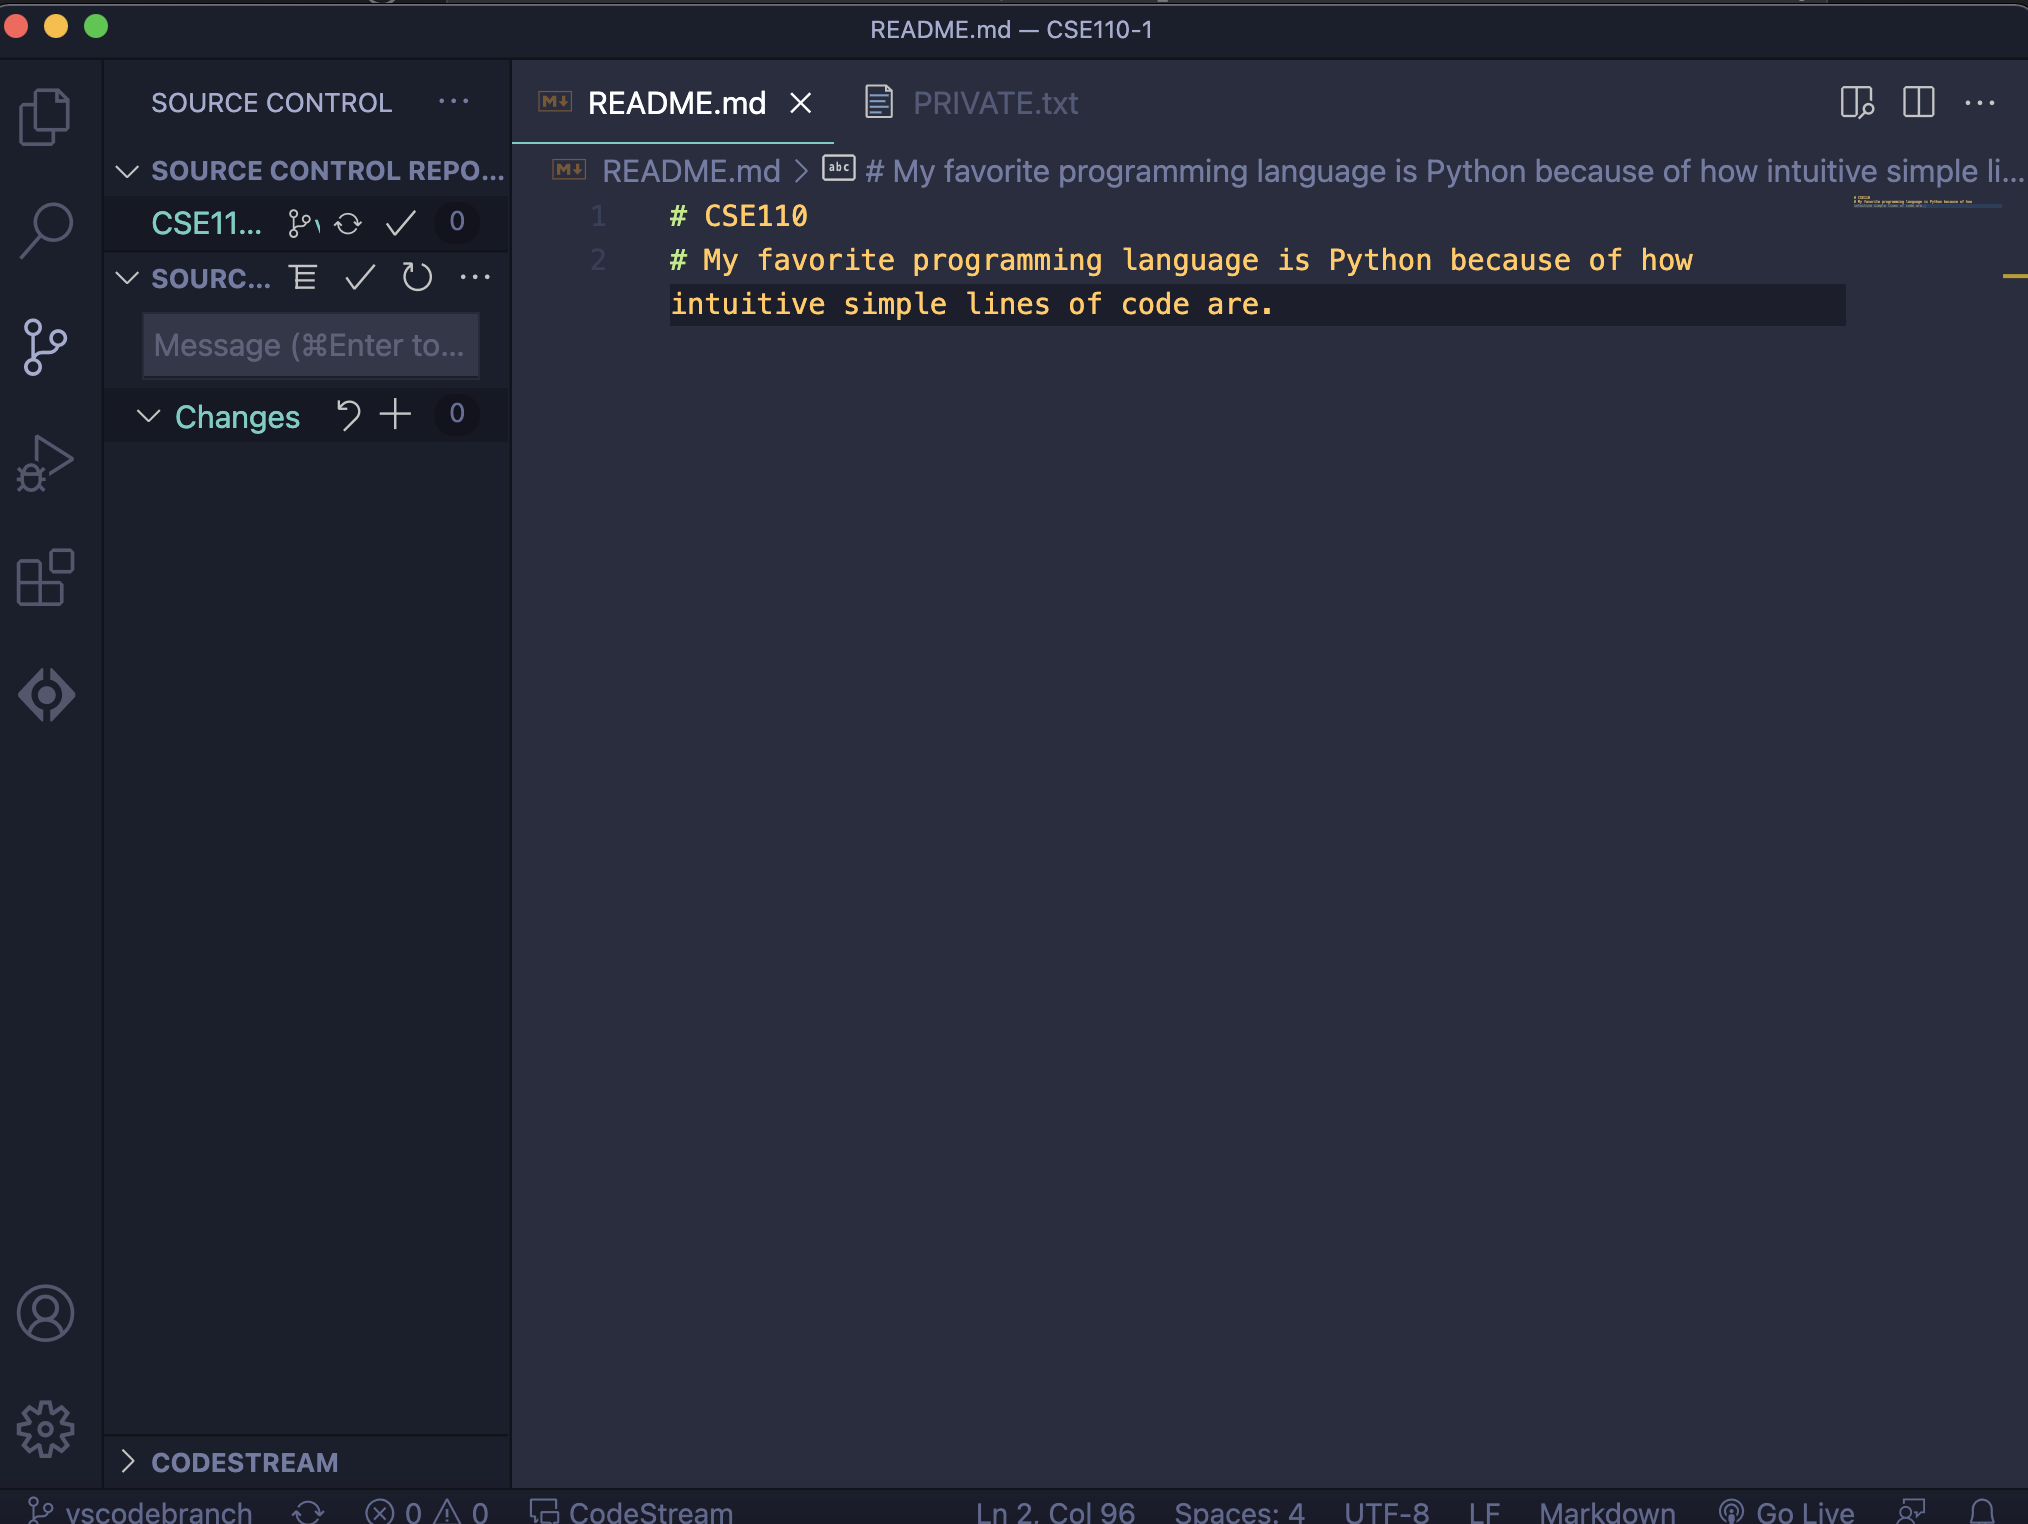 README.md — CSE110-1
SOURCE CONTROL ...
README.md
PRIVATE.txt
SOURCE CONTROL REPO...
README.md > abc # My favorite programming language is Python because of how intuitive simple li...
CSE11... 0
1 # CSE110
2 # My favorite programming language is Python because of how
intuitive simple lines of code are.
SOURC...
Message (⌘Enter to...
Changes 0
CODESTREAM
vscodebranch 0 0 CodeStream Ln 2, Col 96 Spaces: 4 UTF-8 LF Markdown Go Live